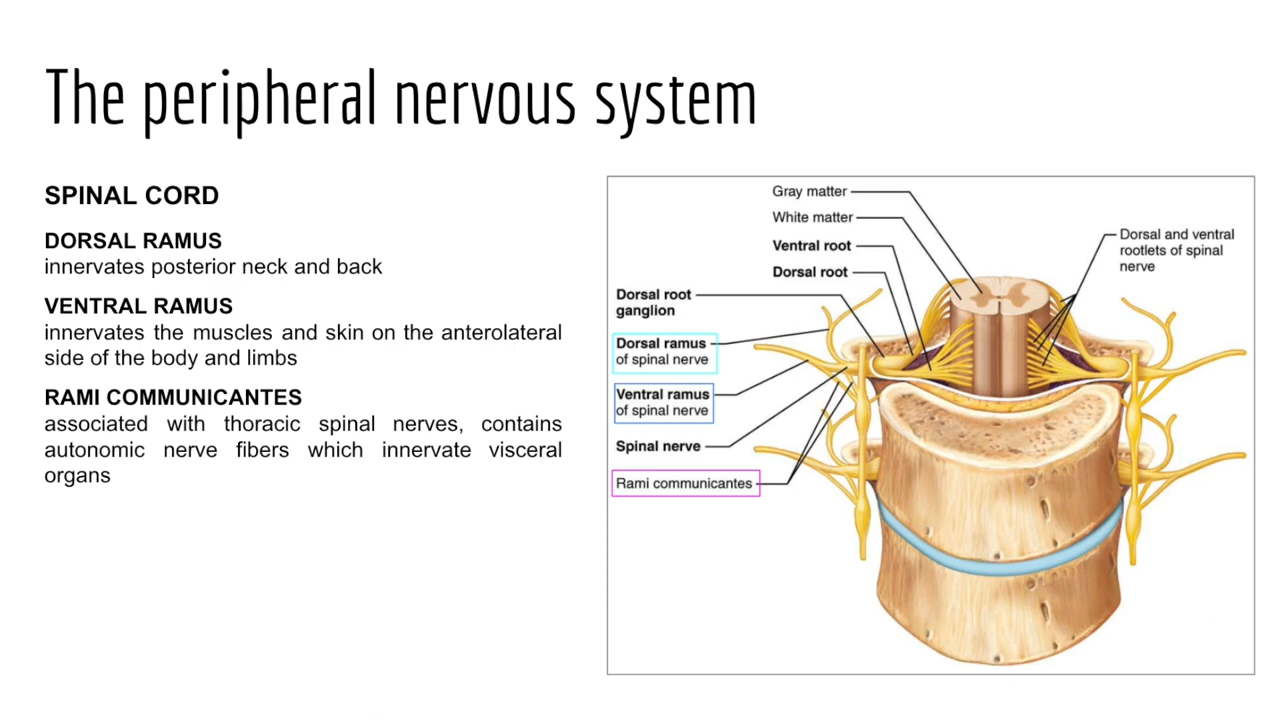 The peripheral nervous system
SPINAL CORD
DORSAL RAMUS
innervates posterior neck and back
VENTRAL RAMUS
innervates the muscles and skin on the anterolateral
side of the body and limbs
RAMI COMMUNICANTES
associated with thoracic spinal nerves, contains
autonomic nerve fibers which innervate visceral
organs
Gray matter
White matter
Ventral root
Dorsal root
Dorsal root
ganglion
Dorsal ramus
of spinal nerve
Ventral ramus
of spinal nerve
Spinal nerve
Rami communicantes
Dorsal and ventral
rootlets of spinal
nerve